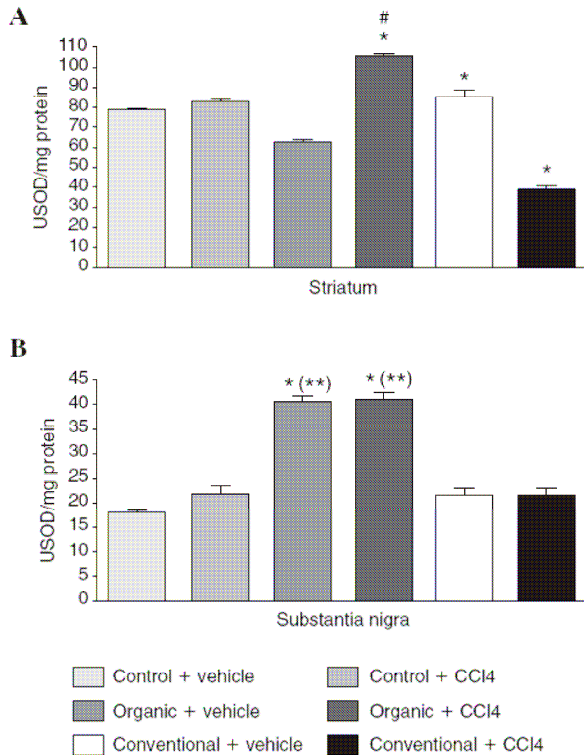 A
#
*
*
*
110
100
90
80
70
60
50
40
30
20
10
0
USOD/mg protein
Striatum
B
* (**)
* (**)
45
40
35
30
25
20
15
10
5
0
USOD/mg protein
Substantia nigra
Control + vehicle
Control + CCl4
Organic + vehicle
Organic + CCl4
Conventional + vehicle
Conventional + CCl4